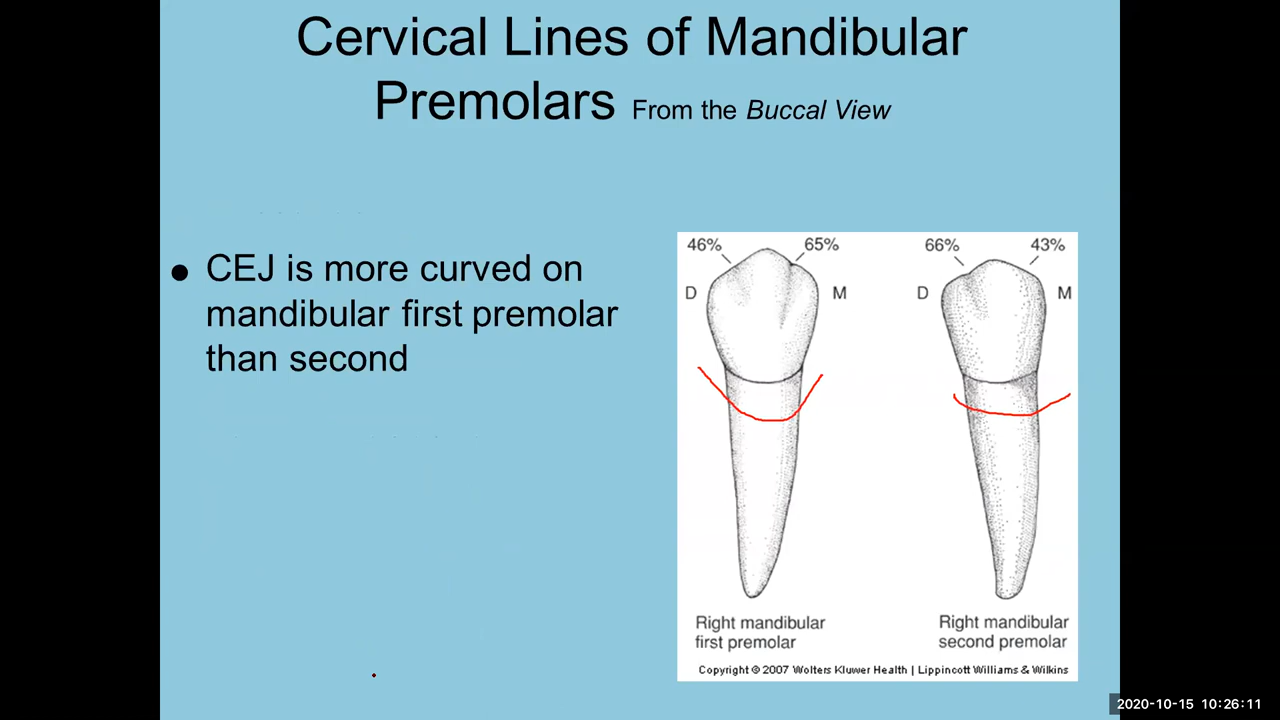 Cervical Lines of Mandibular
Premolars From the Buccal View
● CEJ is more curved on
mandibular first premolar
than second
46% 65% 66% 43%
D M D M
Right mandibular
first premolar
Right mandibular
second premolar
Copyright © 2007 Wolters Kluwer Health | Lippincott Williams & Wilkins
2020-10-15 10:26:11